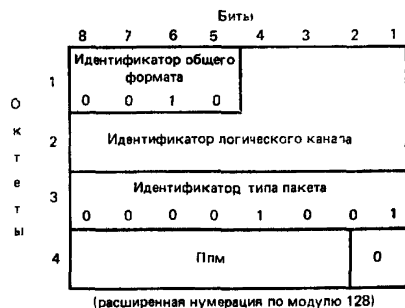 Биты
8 7 6 5 4 3 2 1
Октеты
1
Идентификатор общего
формата
0 0 1 0
2
Идентификатор логического канала
3
Идентификатор типа пакета
0 0 0 0 1 0 0 1
4
Ппм
0
(расширенная нумерация по модулю 128)